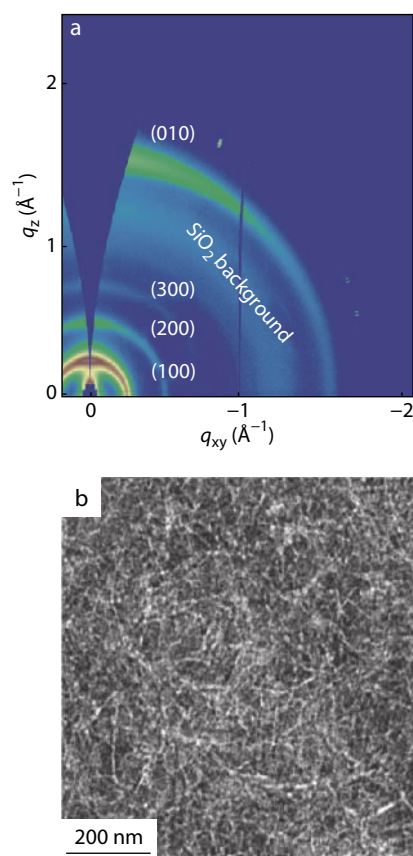 a
2
(010)
q_z (Å⁻¹)
SiO₂ background
1
(300)
(200)
(100)
0
0
−1
−2
q_xy (Å⁻¹)
b
200 nm